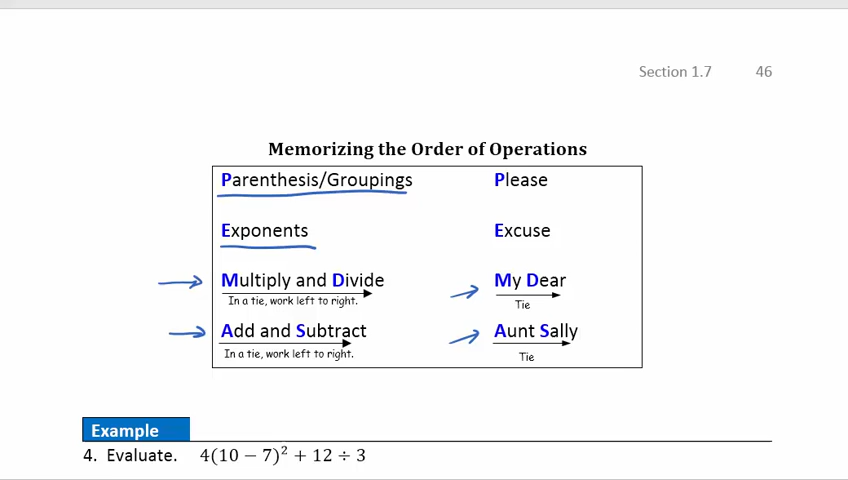 Section 1.7 46
Memorizing the Order of Operations
Parenthesis/Groupings Please
Exponents Excuse
Multiply and Divide My Dear
In a tie, work left to right. Tie
Add and Subtract Aunt Sally
In a tie, work left to right. Tie
Example
4. Evaluate. 4(10 − 7)² + 12 ÷ 3